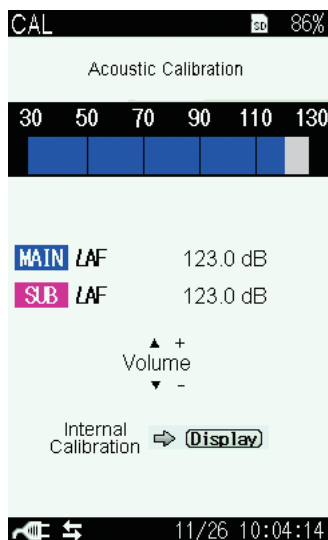 CAL SD 86%
Acoustic Calibration
30 50 70 90 110 130
MAIN LAF 123.0 dB
SUB LAF 123.0 dB
▲ +
Volume
▼ -
Internal
Calibration ⇨ (Display)
11/26 10:04:14